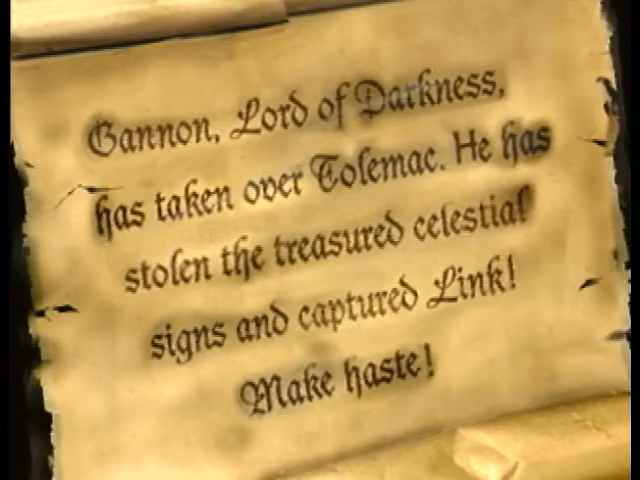 Gannon, Lord of Darkness,
has taken over Tolemac. He has
stolen the treasured celestial
signs and captured Link!
Make haste!